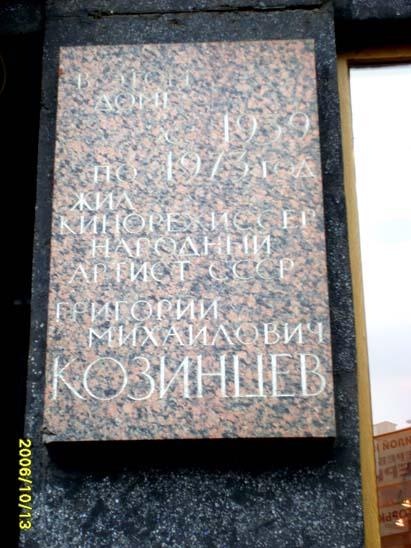 В ЭТОМ
ДОМЕ
С 1939
ПО 1973 ГОД
ЖИЛ
КИНОРЕЖИССЕР
НАРОДНЫЙ
АРТИСТ СССР
ГРИГОРИЙ
МИХАЙЛОВИЧ
КОЗИНЦЕВ
2006/10/13